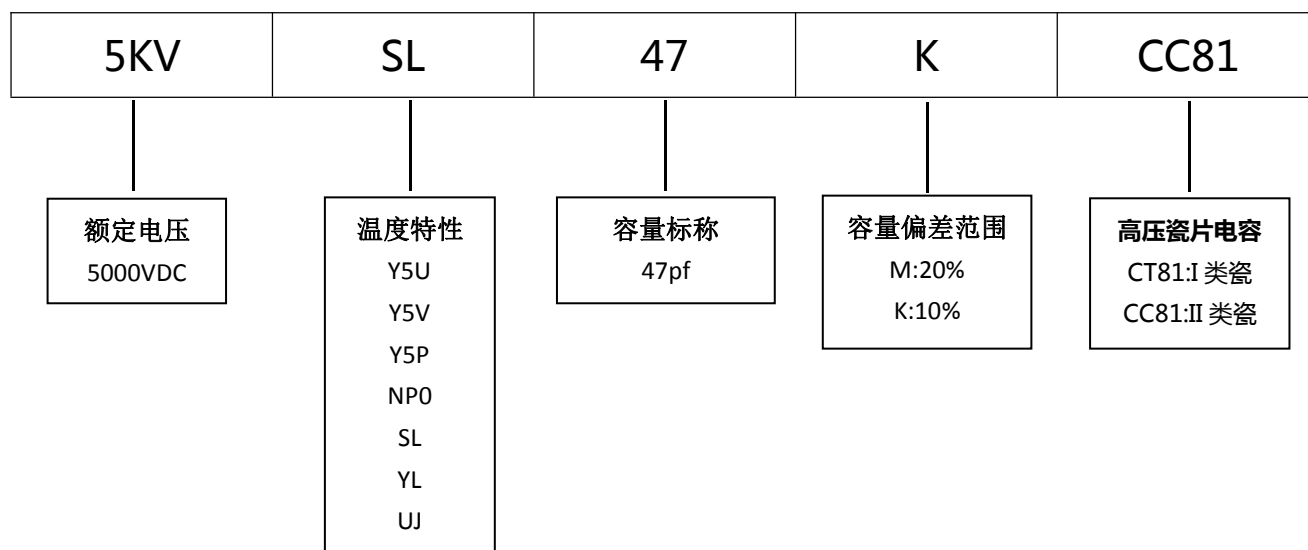 5KV SL 47 K CC81
额定电压
5000VDC
温度特性
Y5U
Y5V
Y5P
NP0
SL
YL
UJ
容量标称
47pf
容量偏差范围
M:20%
K:10%
高压瓷片电容
CT81:I 类瓷
CC81:II 类瓷